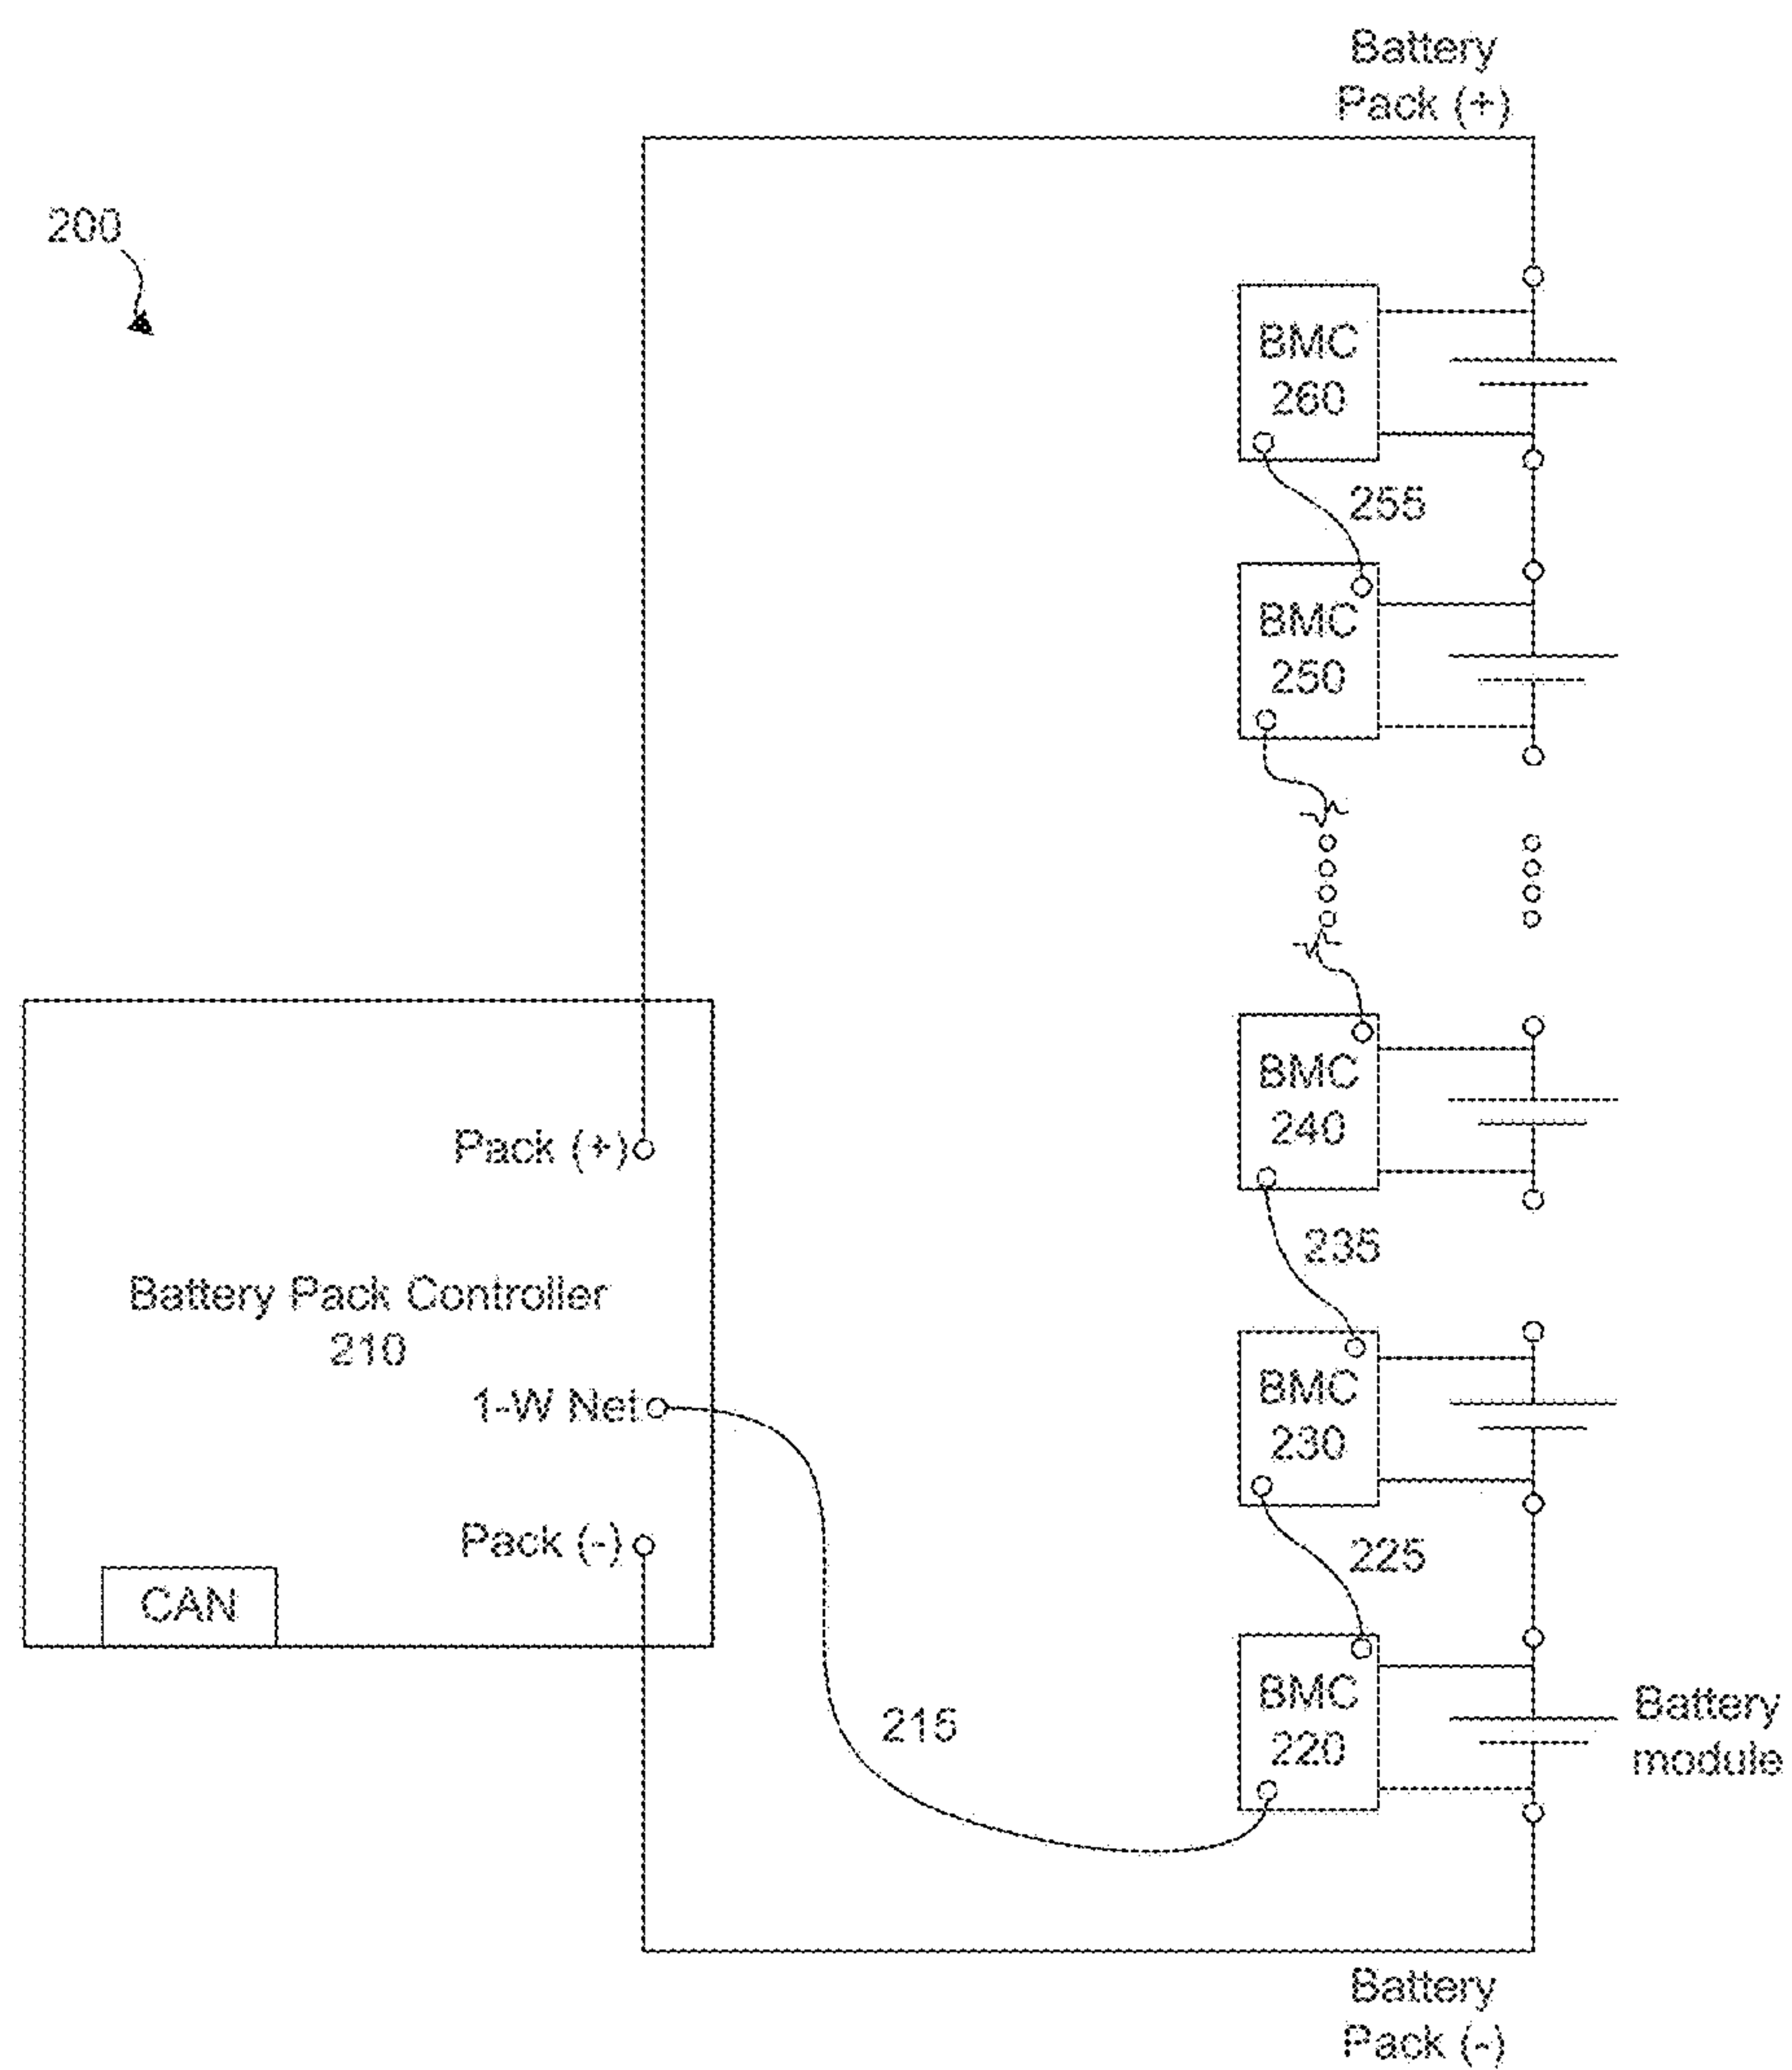 Battery
Pack (+)
200
BMC
260
255
BMC
250
BMC
240
Pack (+)
235
Battery Pack Controller
210
BMC
230
1-W Net
Pack (-)
225
CAN
BMC
220
Battery
module
215
Battery
Pack (-)